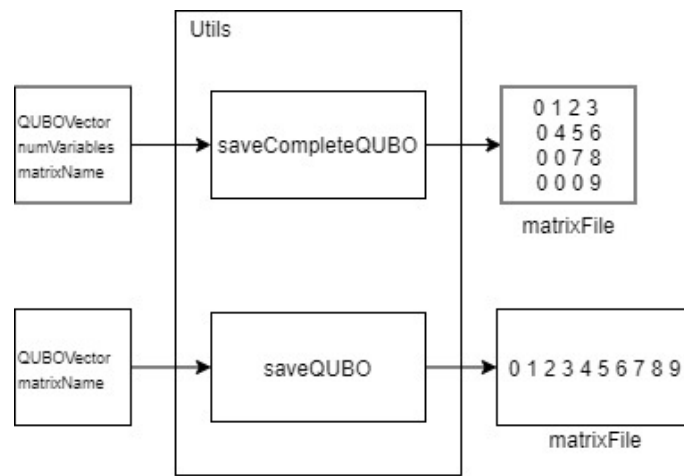 Utils
QUBOVector
numVariables
matrixName
saveCompleteQUBO
0 1 2 3
0 4 5 6
0 0 7 8
0 0 0 9
matrixFile
QUBOVector
matrixName
saveQUBO
0 1 2 3 4 5 6 7 8 9
matrixFile